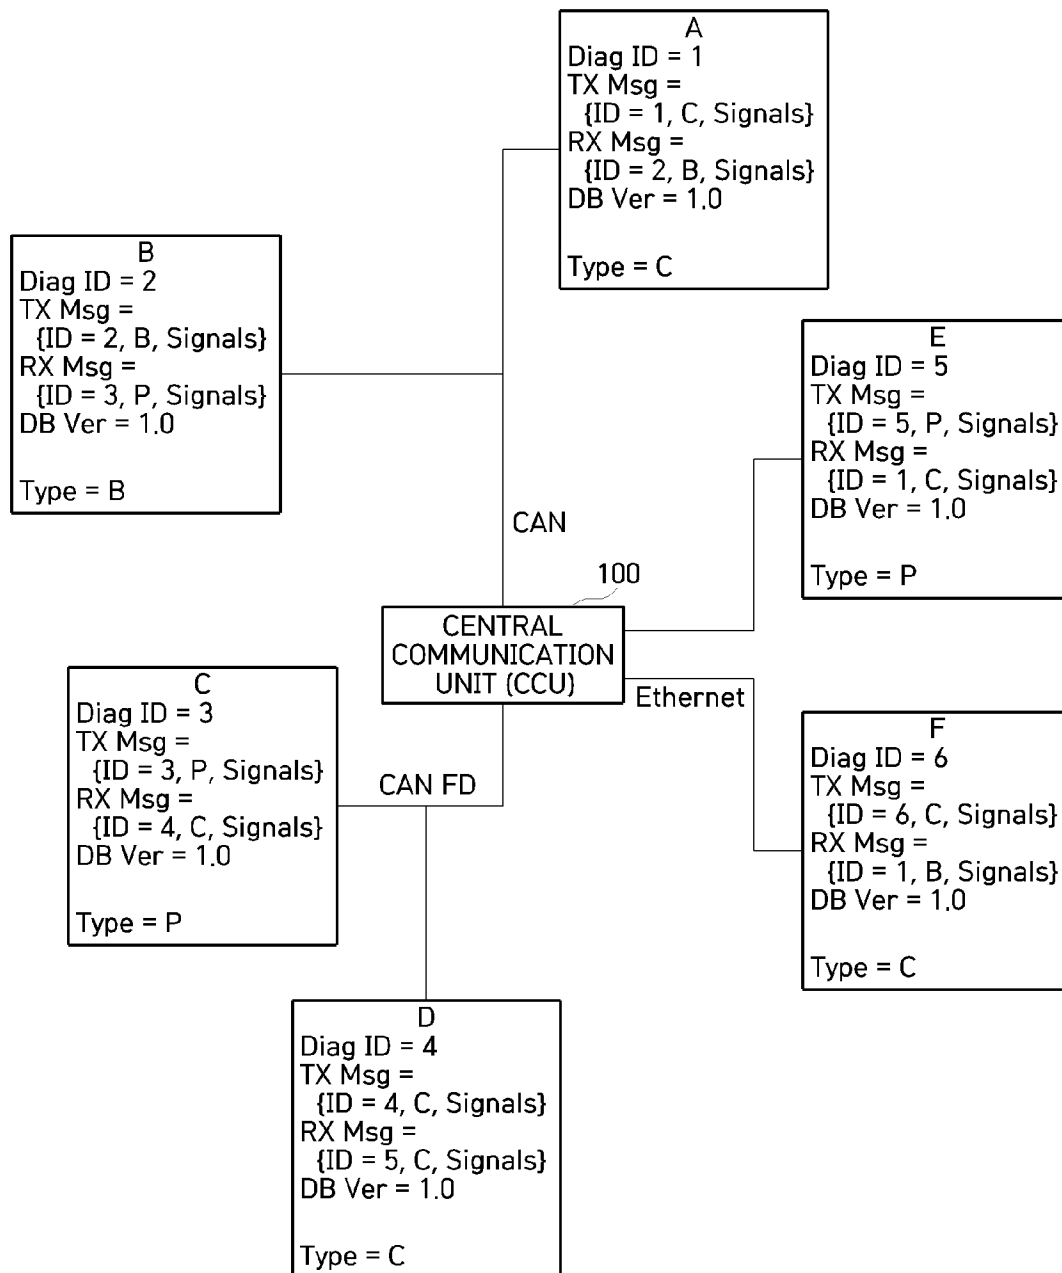 A
Diag ID = 1
TX Msg =
{ID = 1, C, Signals}
RX Msg =
{ID = 2, B, Signals}
DB Ver = 1.0
Type = C
B
Diag ID = 2
TX Msg =
{ID = 2, B, Signals}
RX Msg =
{ID = 3, P, Signals}
DB Ver = 1.0
Type = B
E
Diag ID = 5
TX Msg =
{ID = 5, P, Signals}
RX Msg =
{ID = 1, C, Signals}
DB Ver = 1.0
Type = P
CAN
100
CENTRAL
COMMUNICATION
UNIT (CCU)
Ethernet
C
Diag ID = 3
TX Msg =
{ID = 3, P, Signals}
RX Msg =
{ID = 4, C, Signals}
DB Ver = 1.0
Type = P
CAN FD
F
Diag ID = 6
TX Msg =
{ID = 6, C, Signals}
RX Msg =
{ID = 1, B, Signals}
DB Ver = 1.0
Type = C
D
Diag ID = 4
TX Msg =
{ID = 4, C, Signals}
RX Msg =
{ID = 5, C, Signals}
DB Ver = 1.0
Type = C